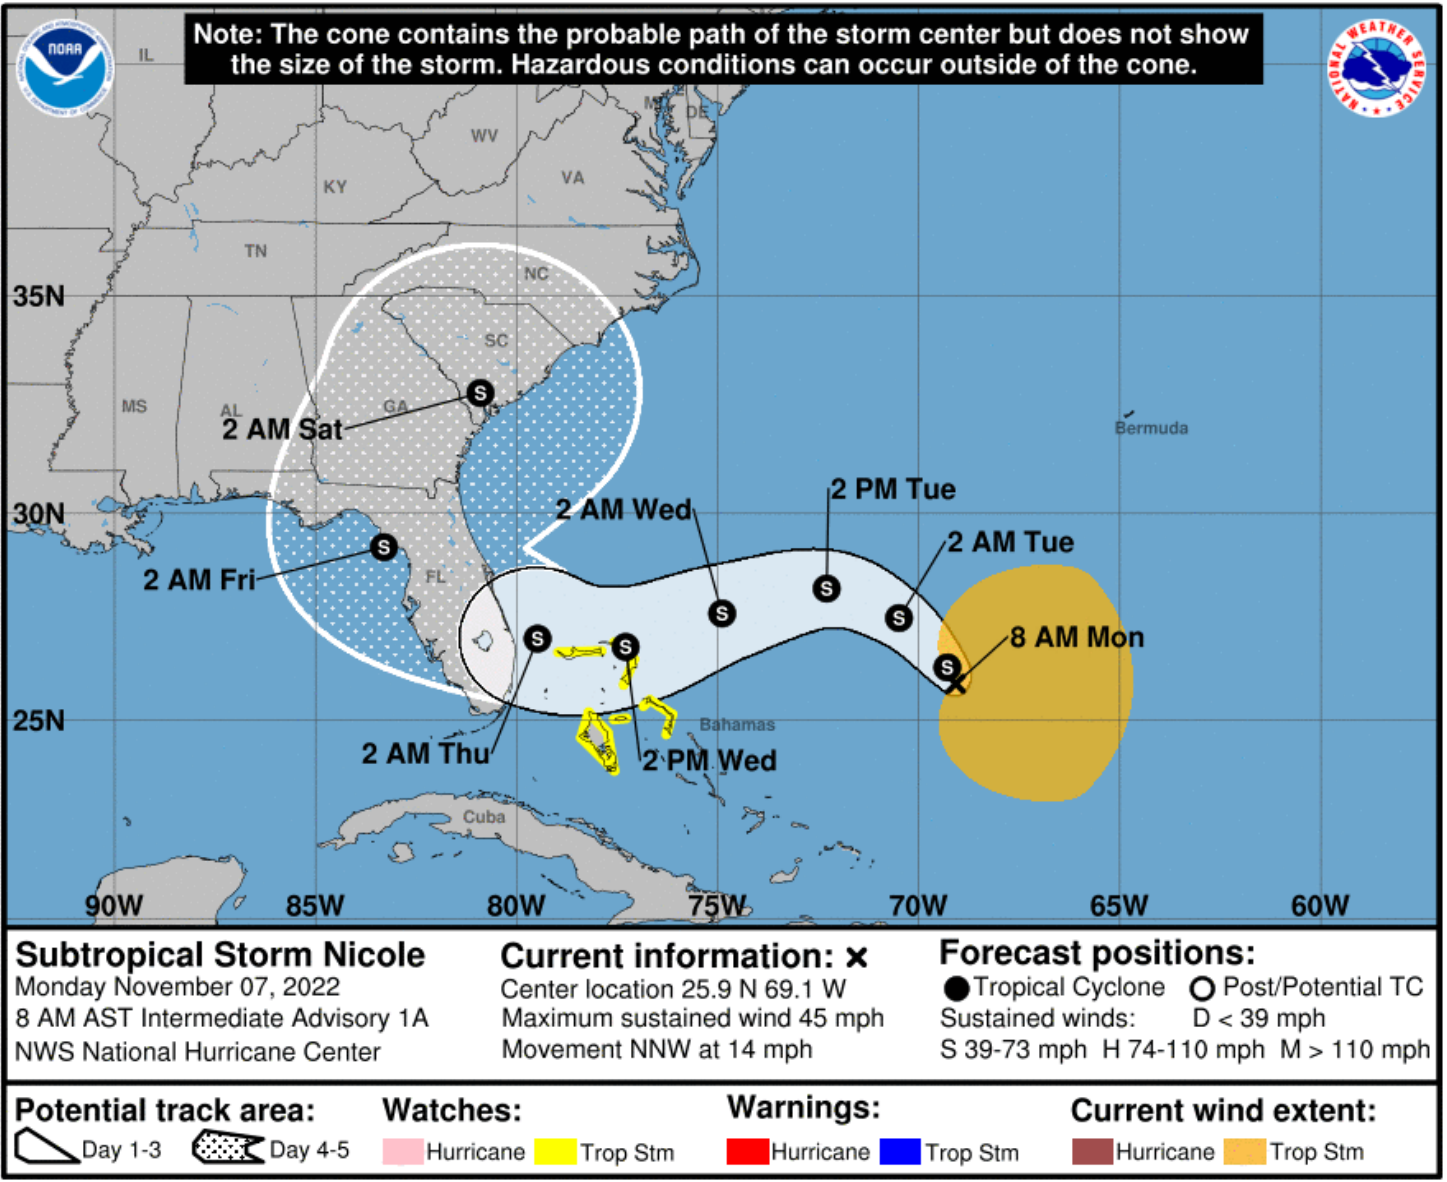 Note: The cone contains the probable path of the storm center but does not show
the size of the storm. Hazardous conditions can occur outside of the cone.
NOAA
NATIONAL WEATHER SERVICE
IL
WV
DE
KY
VA
TN
NC
35N
SC
MS
AL
GA
2 AM Sat
Bermuda
30N
2 AM Wed
2 PM Tue
2 AM Tue
2 AM Fri
FL
8 AM Mon
25N
Bahamas
2 AM Thu
2 PM Wed
Cuba
90W 85W 80W 75W 70W 65W 60W
S
S
S
S
S
S
S
S
Subtropical Storm Nicole
Monday November 07, 2022
8 AM AST Intermediate Advisory 1A
NWS National Hurricane Center
Current information:
Center location 25.9 N 69.1 W
Maximum sustained wind 45 mph
Movement NNW at 14 mph
Forecast positions:
Tropical Cyclone Post/Potential TC
Sustained winds: D < 39 mph
S 39-73 mph H 74-110 mph M > 110 mph
Potential track area:
Day 1-3 Day 4-5
Watches:
Hurricane Trop Stm
Warnings:
Hurricane Trop Stm
Current wind extent:
Hurricane Trop Stm